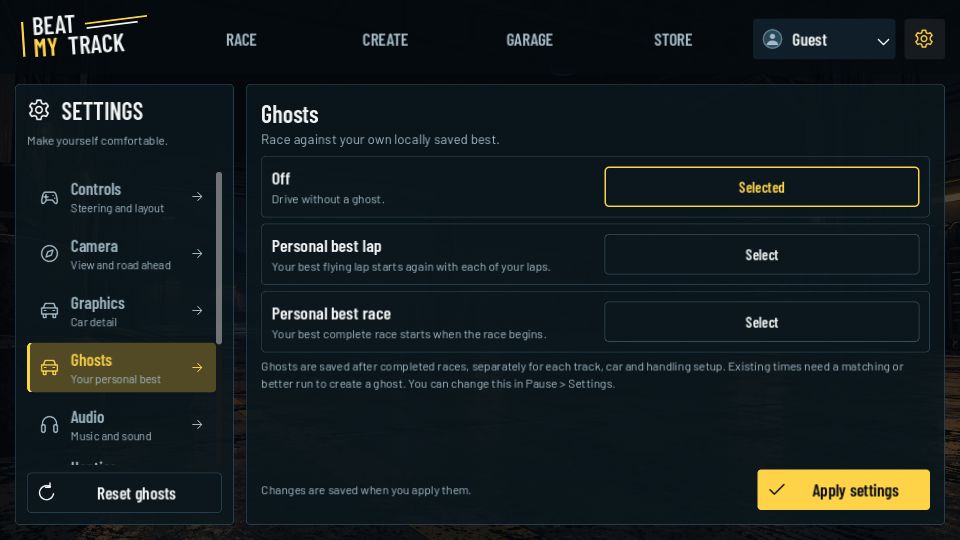 BEAT
MY TRACK
RACE
CREATE
GARAGE
STORE
Guest
SETTINGS
Make yourself comfortable.
Controls
Steering and layout
Camera
View and road ahead
Graphics
Car detail
Ghosts
Your personal best
Audio
Music and sound
Reset ghosts
Ghosts
Race against your own locally saved best.
Off
Drive without a ghost.
Selected
Personal best lap
Your best flying lap starts again with each of your laps.
Select
Personal best race
Your best complete race starts when the race begins.
Select
Ghosts are saved after completed races, separately for each track, car and handling setup. Existing times need a matching or
better run to create a ghost. You can change this in Pause > Settings.
Changes are saved when you apply them.
Apply settings